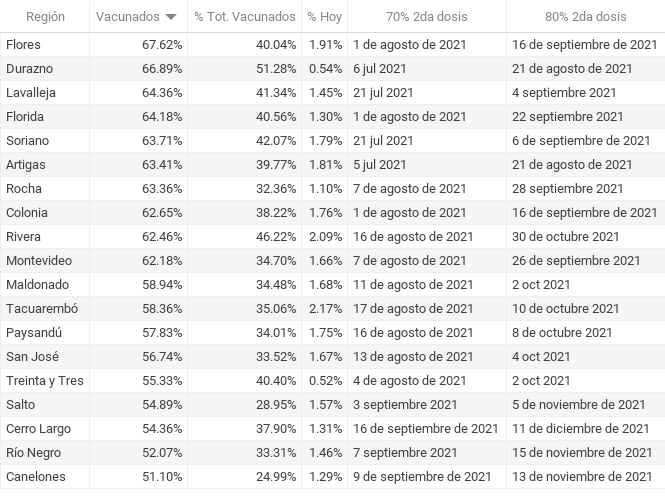 Región Vacunados % Tot. Vacunados % Hoy 70% 2da dosis 80% 2da dosis
Flores 67.62% 40.04% 1.91% 1 de agosto de 2021 16 de septiembre de 2021
Durazno 66.89% 51.28% 0.54% 6 jul 2021 21 de agosto de 2021
Lavalleja 64.36% 41.34% 1.45% 21 jul 2021 4 septiembre 2021
Florida 64.18% 40.56% 1.30% 1 de agosto de 2021 22 septiembre 2021
Soriano 63.71% 42.07% 1.79% 21 jul 2021 6 de septiembre de 2021
Artigas 63.41% 39.77% 1.81% 5 jul 2021 21 de agosto de 2021
Rocha 63.36% 32.36% 1.10% 7 de agosto de 2021 28 septiembre 2021
Colonia 62.65% 38.22% 1.76% 1 de agosto de 2021 16 de septiembre de 2021
Rivera 62.46% 46.22% 2.09% 16 de agosto de 2021 30 de octubre 2021
Montevideo 62.18% 34.70% 1.66% 7 de agosto de 2021 26 de septiembre 2021
Maldonado 58.94% 34.48% 1.68% 11 de agosto de 2021 2 oct 2021
Tacuarembó 58.36% 35.06% 2.17% 17 de agosto de 2021 10 de octubre 2021
Paysandú 57.83% 34.01% 1.75% 16 de agosto de 2021 8 de octubre 2021
San José 56.74% 33.52% 1.67% 13 de agosto de 2021 4 oct 2021
Treinta y Tres 55.33% 40.40% 0.52% 4 de agosto de 2021 2 oct 2021
Salto 54.89% 28.95% 1.57% 3 septiembre 2021 5 de noviembre de 2021
Cerro Largo 54.36% 37.90% 1.31% 16 de septiembre de 2021 11 de diciembre de 2021
Río Negro 52.07% 33.31% 1.46% 7 septiembre 2021 15 de noviembre de 2021
Canelones 51.10% 24.99% 1.29% 9 de septiembre de 2021 13 de noviembre de 2021